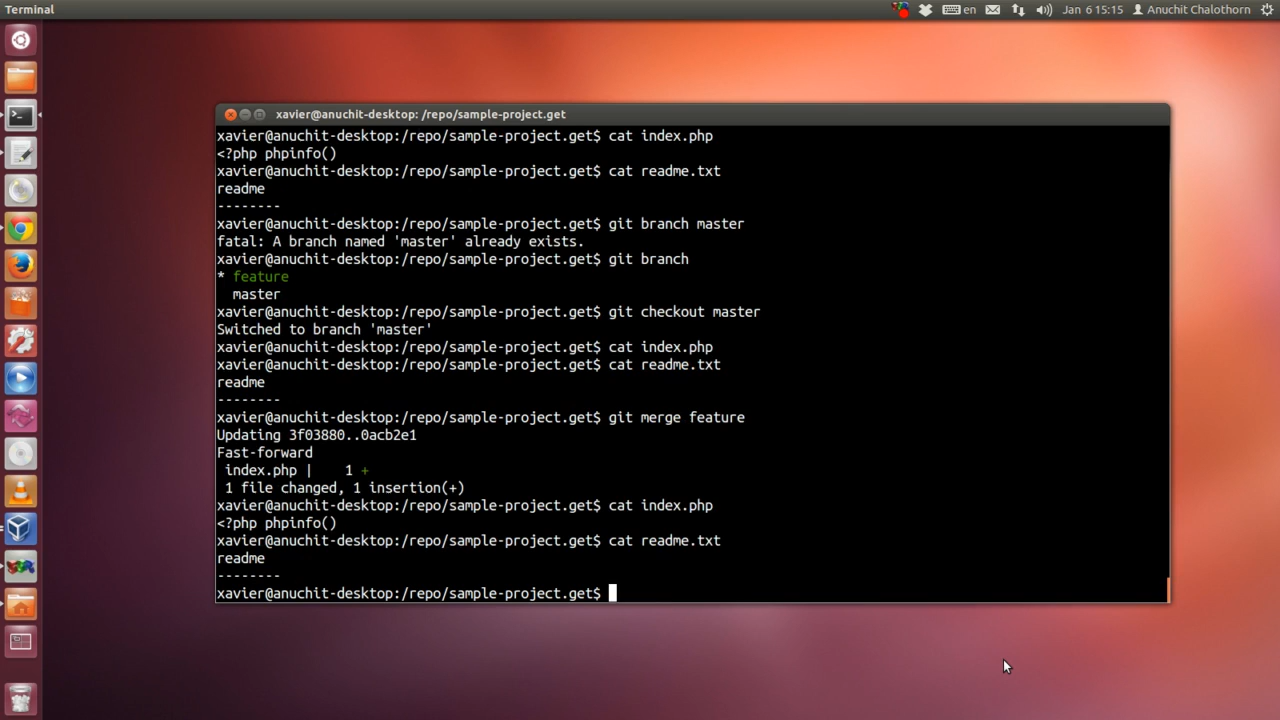 Terminal
en
Jan 6 15:15
Anuchit Chalothorn
xavier@anuchit-desktop: /repo/sample-project.get
xavier@anuchit-desktop:/repo/sample-project.get$ cat index.php
<?php phpinfo()
xavier@anuchit-desktop:/repo/sample-project.get$ cat readme.txt
readme
--------
xavier@anuchit-desktop:/repo/sample-project.get$ git branch master
fatal: A branch named 'master' already exists.
xavier@anuchit-desktop:/repo/sample-project.get$ git branch
* feature
  master
xavier@anuchit-desktop:/repo/sample-project.get$ git checkout master
Switched to branch 'master'
xavier@anuchit-desktop:/repo/sample-project.get$ cat index.php
xavier@anuchit-desktop:/repo/sample-project.get$ cat readme.txt
readme
--------
xavier@anuchit-desktop:/repo/sample-project.get$ git merge feature
Updating 3f03880..0acb2e1
Fast-forward
 index.php |    1 +
 1 file changed, 1 insertion(+)
xavier@anuchit-desktop:/repo/sample-project.get$ cat index.php
<?php phpinfo()
xavier@anuchit-desktop:/repo/sample-project.get$ cat readme.txt
readme
--------
xavier@anuchit-desktop:/repo/sample-project.get$